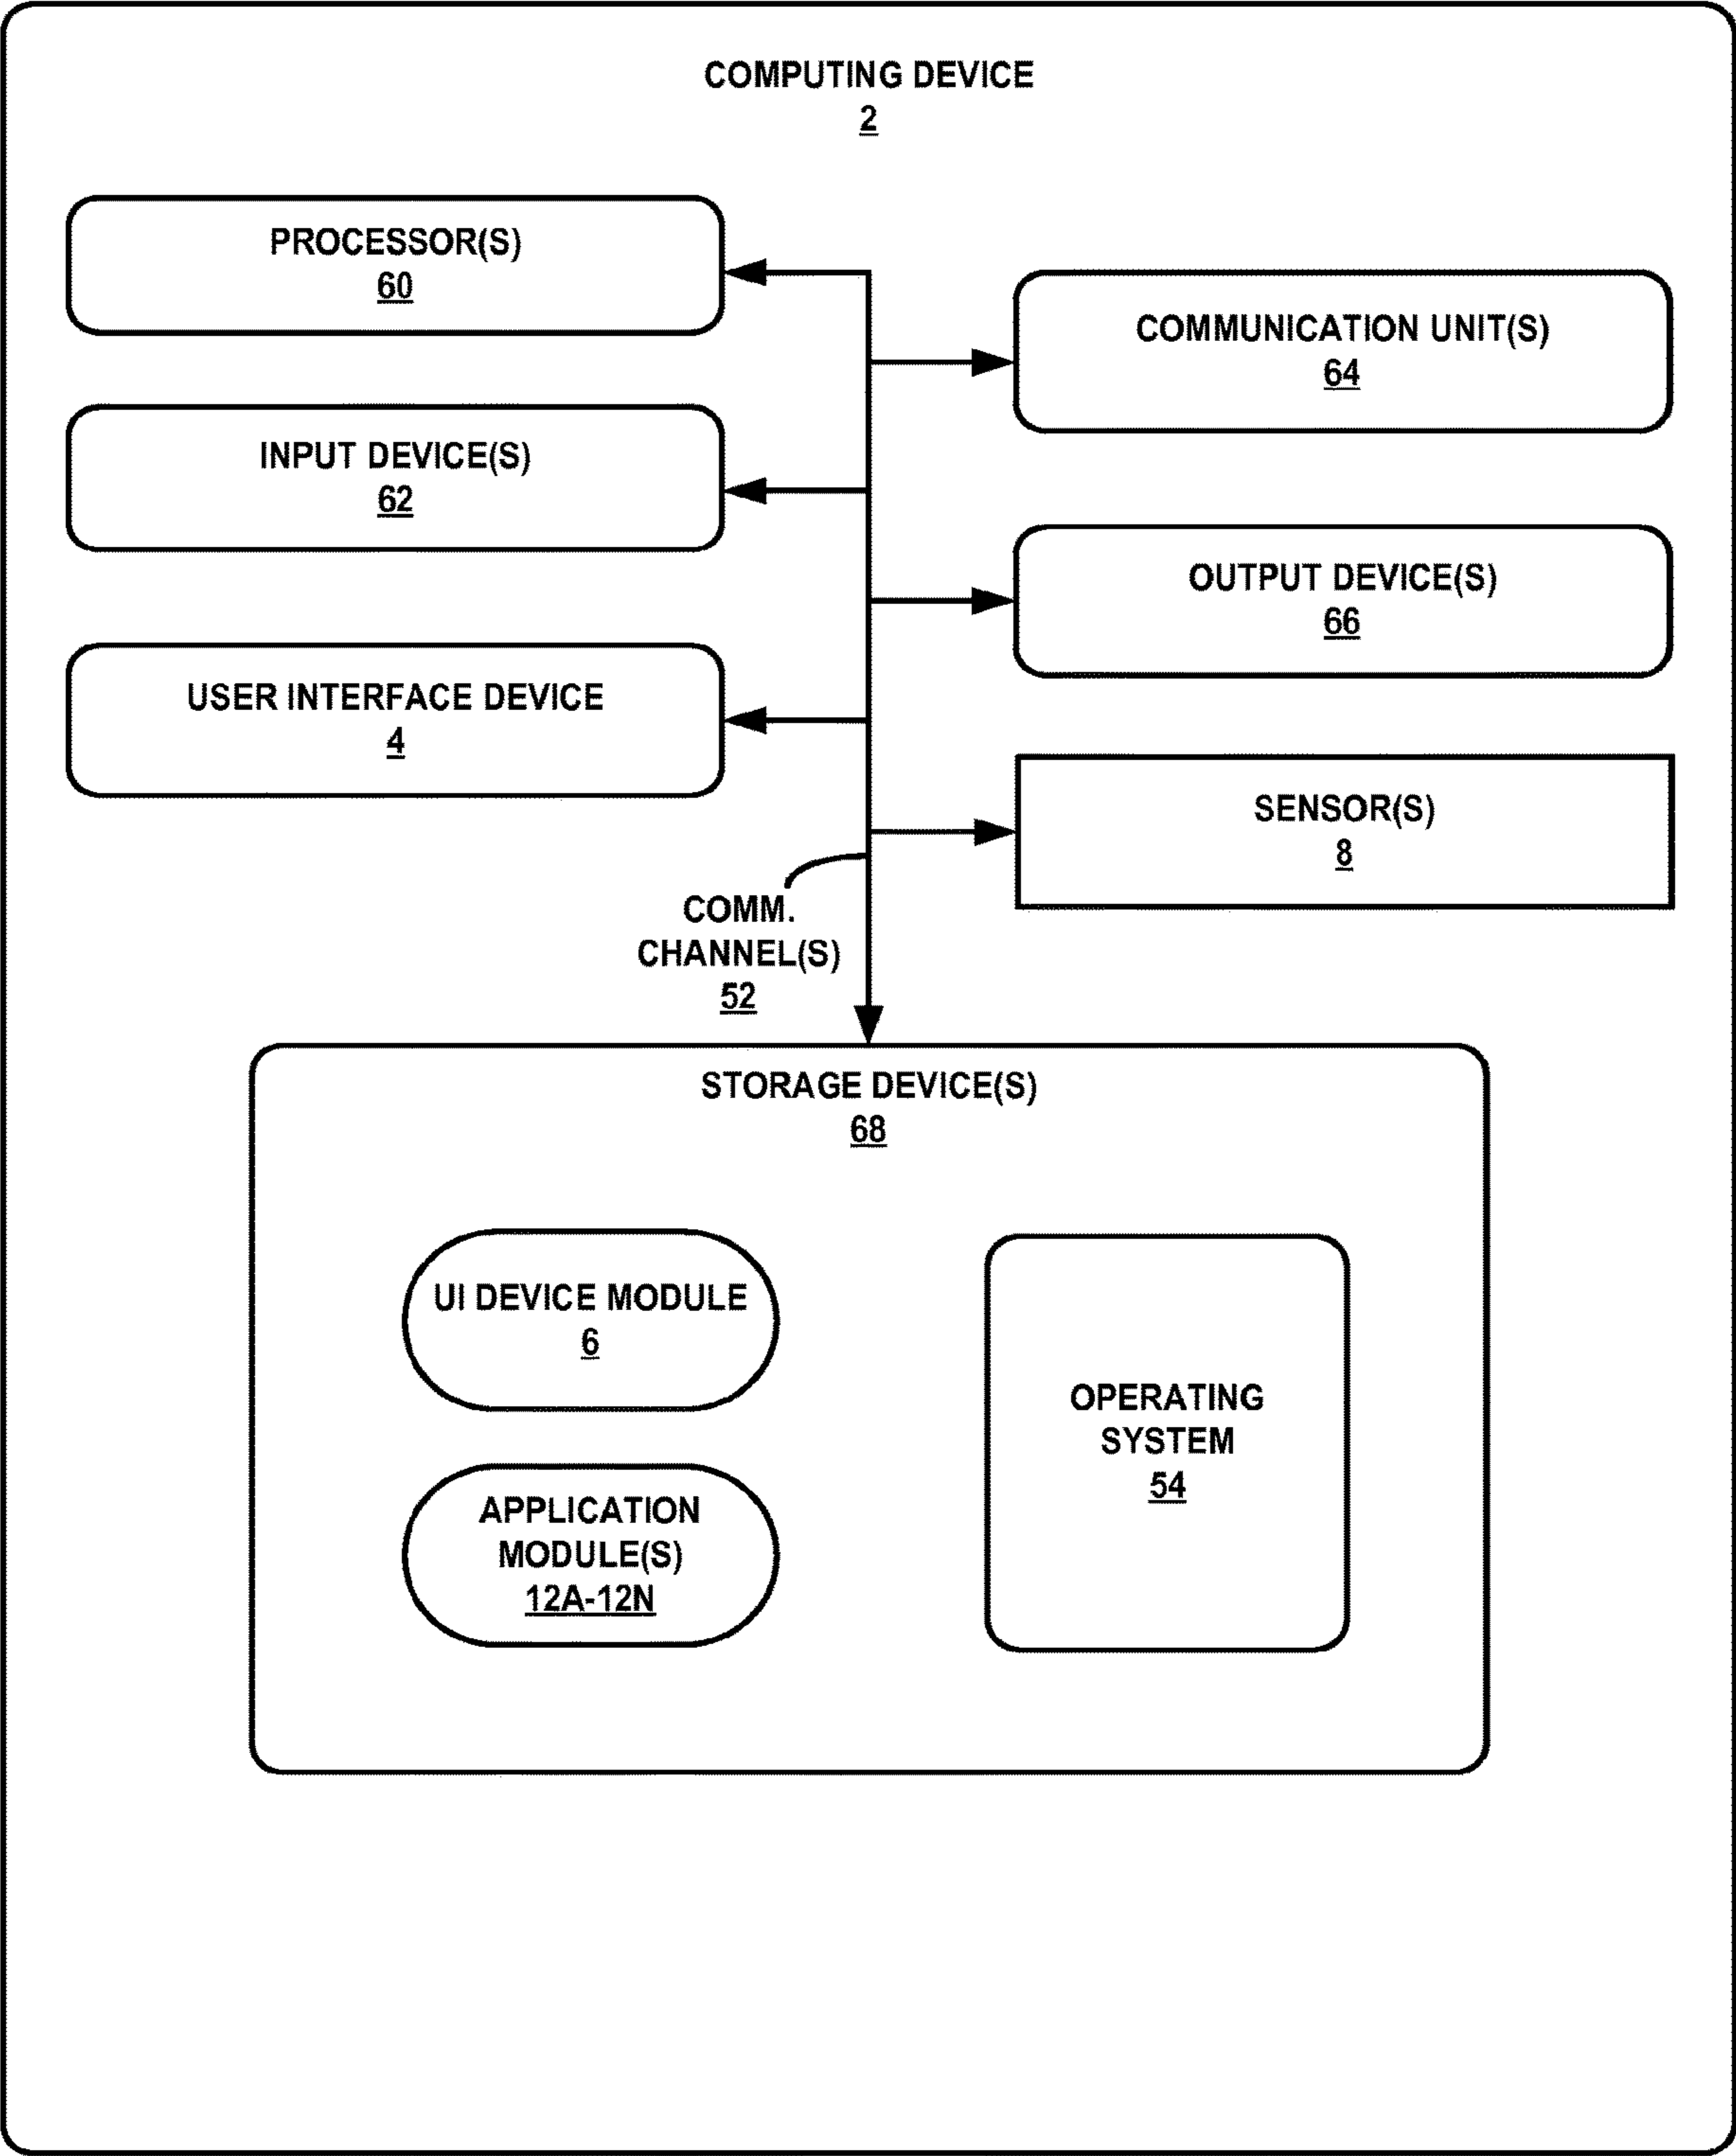 COMPUTING DEVICE
2
PROCESSOR(S)
60
COMMUNICATION UNIT(S)
64
INPUT DEVICE(S)
62
OUTPUT DEVICE(S)
66
USER INTERFACE DEVICE
4
SENSOR(S)
8
COMM.
CHANNEL(S)
52
STORAGE DEVICE(S)
68
UI DEVICE MODULE
6
APPLICATION
MODULE(S)
12A-12N
OPERATING
SYSTEM
54